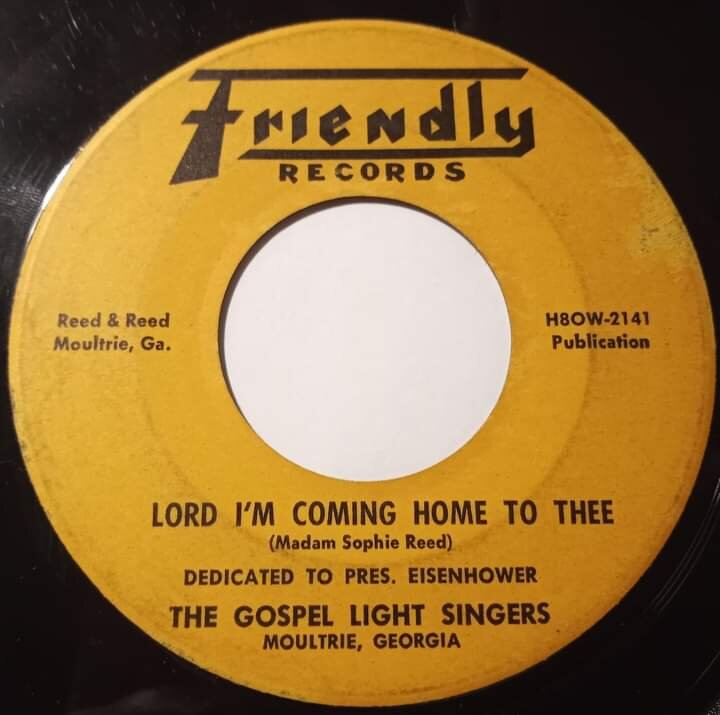 Friendly
RECORDS
Reed & Reed
Moultrie, Ga.
H8OW-2141
Publication
LORD I'M COMING HOME TO THEE
(Madam Sophie Reed)
DEDICATED TO PRES. EISENHOWER
THE GOSPEL LIGHT SINGERS
MOULTRIE, GEORGIA